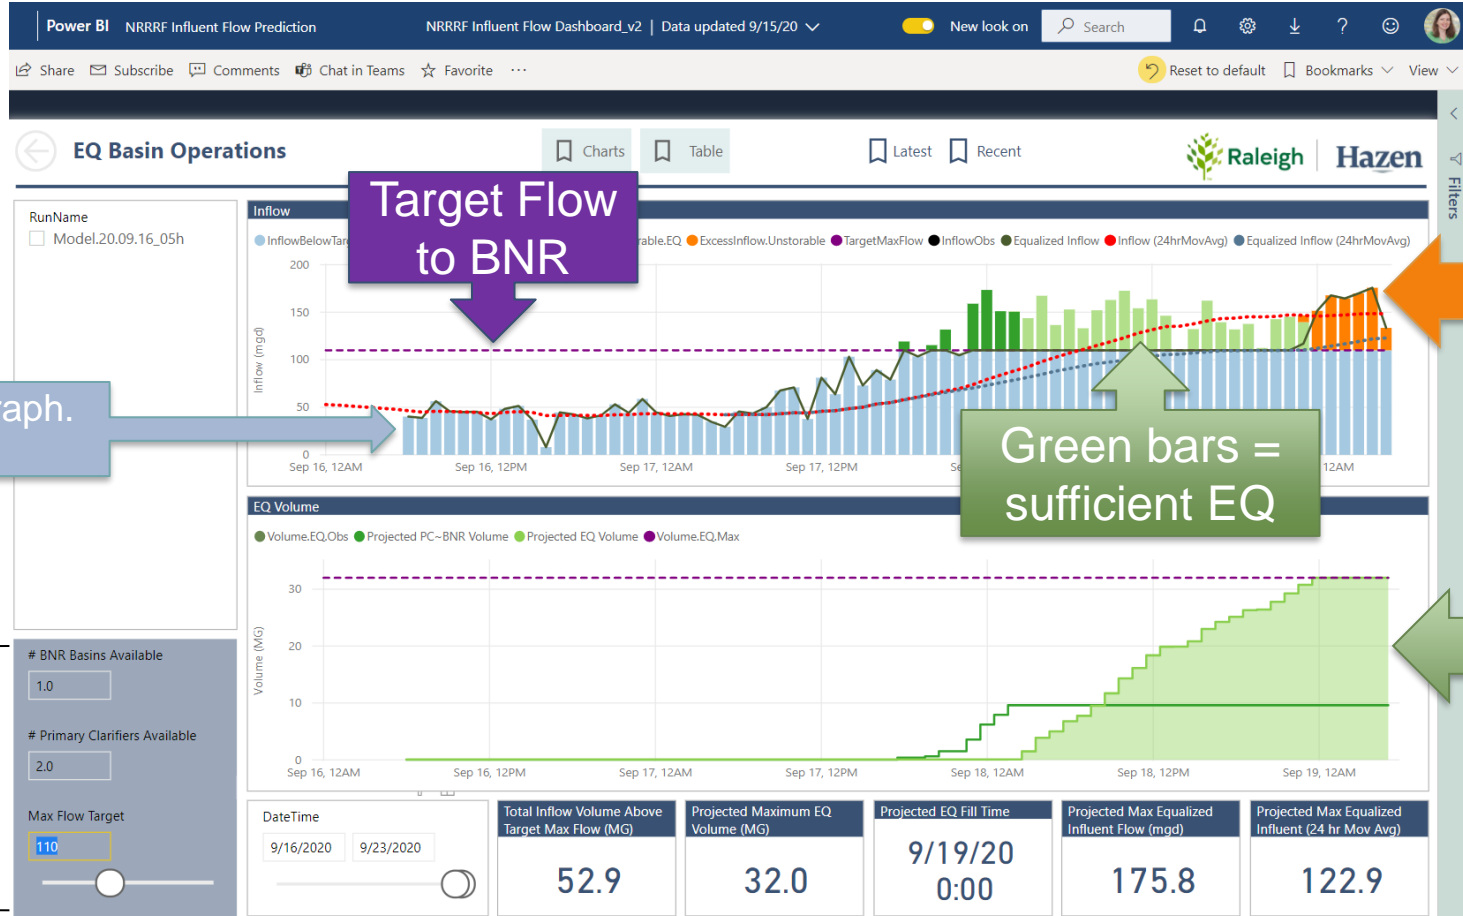 Power BI NRRRF Influent Flow Prediction
NRRRF Influent Flow Dashboard_v2 | Data updated 9/15/20
New look on
Search
Share Subscribe Comments Chat in Teams Favorite ...
Reset to default Bookmarks View
EQ Basin Operations
Charts Table
Latest Recent
Raleigh Hazen
Filters
RunName
Model.20.09.16_05h
Target Flow
to BNR
Inflow
InflowBelowTar rable.EQ ExcessInflow.Unstorable TargetMaxFlow InflowObs Equalized Inflow Inflow (24hrMovAvg) Equalized Inflow (24hrMovAvg)
Inflow (mgd)
200
150
100
50
0
Sep 16, 12AM Sep 16, 12PM Sep 17, 12AM Sep 17, 12PM Se 12AM
raph.
Green bars =
sufficient EQ
EQ Volume
Volume.EQ.Obs Projected PC~BNR Volume Projected EQ Volume Volume.EQ.Max
Volume (MG)
30
20
10
0
Sep 16, 12AM Sep 16, 12PM Sep 17, 12AM Sep 17, 12PM Sep 18, 12AM Sep 18, 12PM Sep 19, 12AM
# BNR Basins Available
1.0
# Primary Clarifiers Available
2.0
Max Flow Target
110
DateTime
9/16/2020 9/23/2020
Total Inflow Volume Above
Target Max Flow (MG)
52.9
Projected Maximum EQ
Volume (MG)
32.0
Projected EQ Fill Time
9/19/20
0:00
Projected Max Equalized
Influent Flow (mgd)
175.8
Projected Max Equalized
Influent (24 hr Mov Avg)
122.9